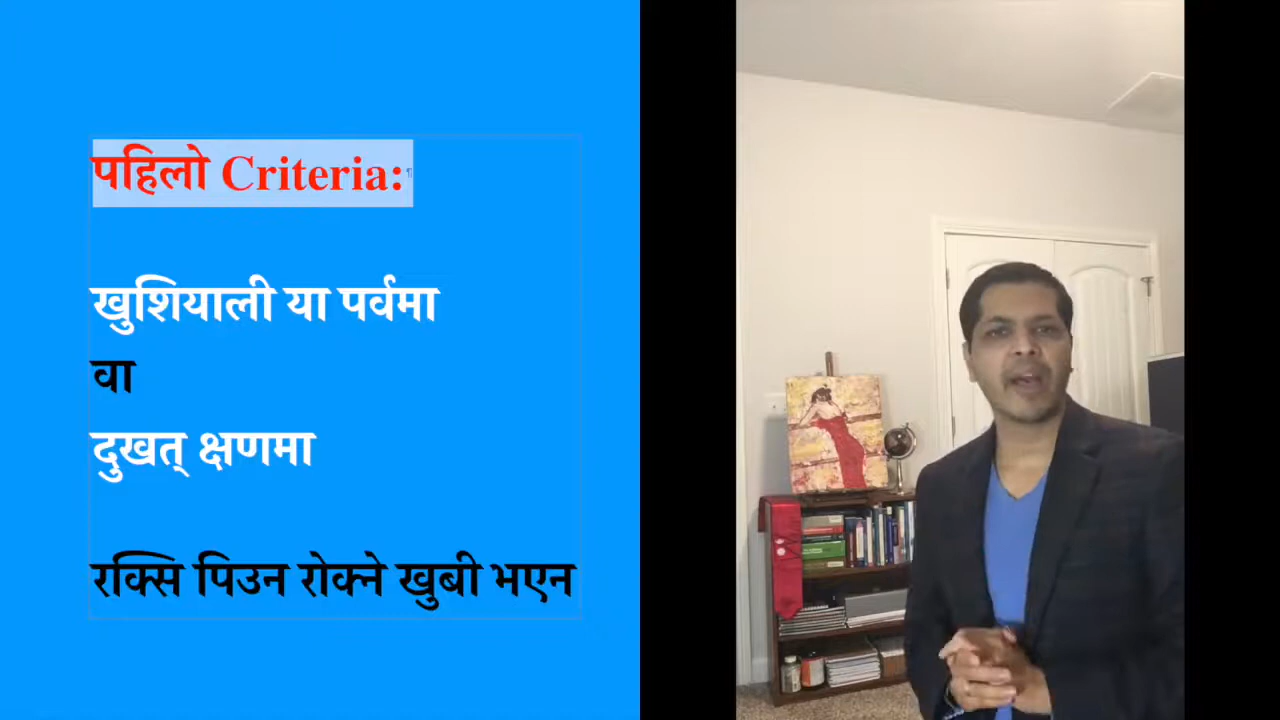 पहिलो Criteria:
खुशियाली या पर्वमा
वा
दुखत् क्षणमा
रक्सि पिउन रोक्ने खुबी भएन